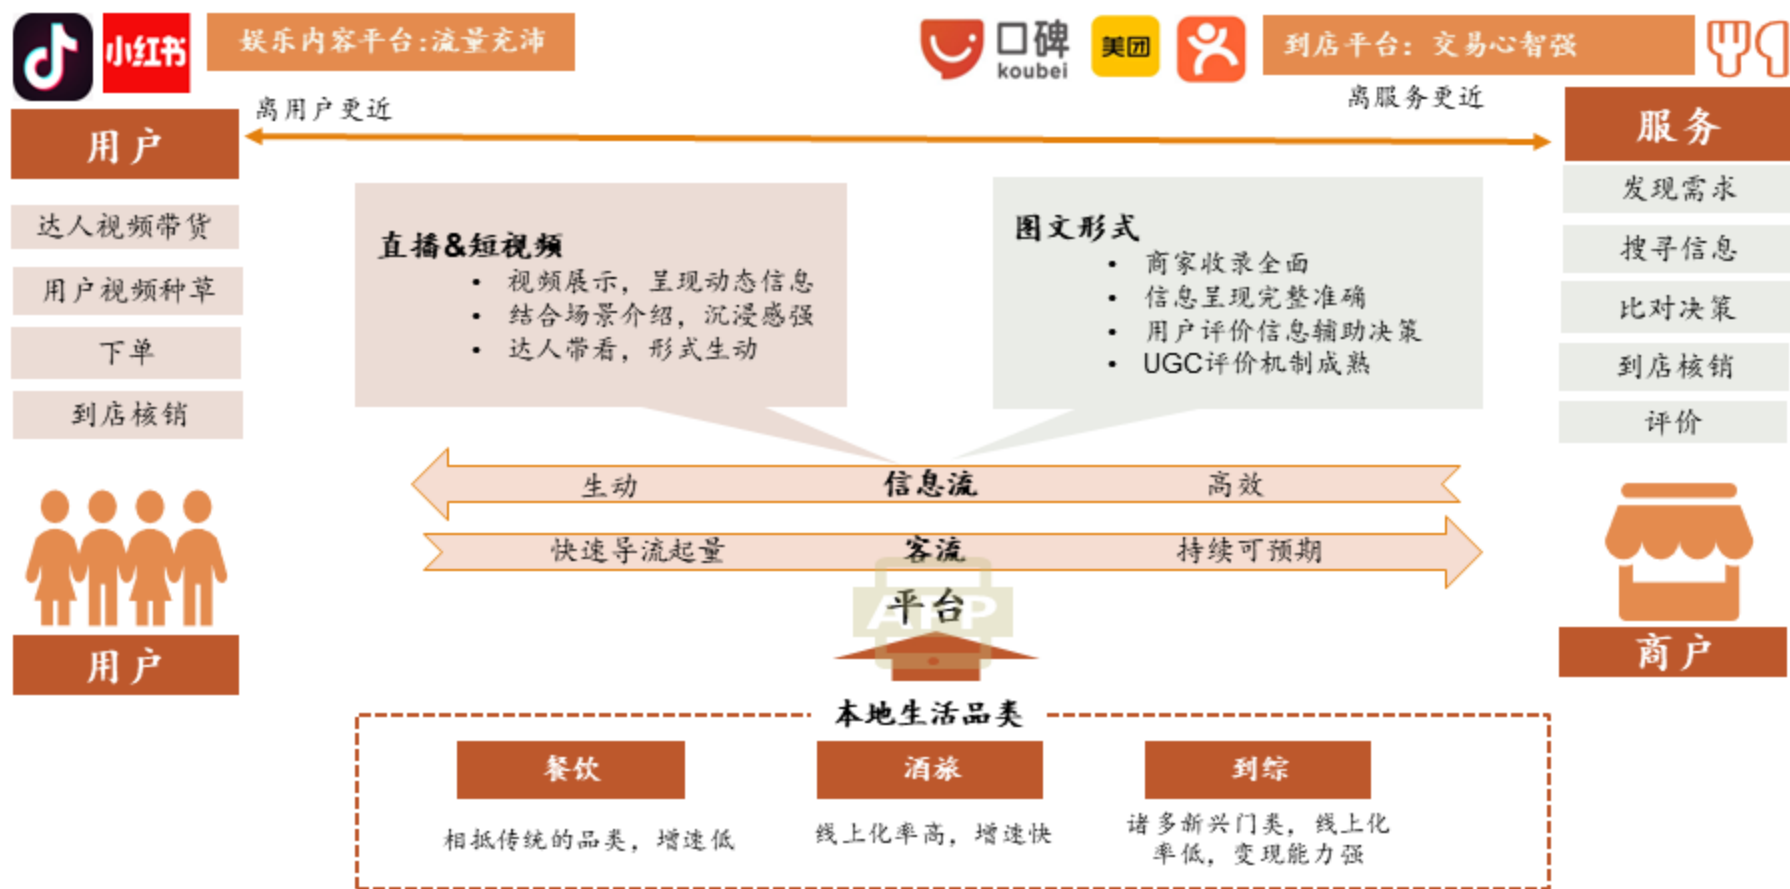 小红书
娱乐内容平台:流量充沛
口碑
koubei
美团
到店平台：交易心智强
离用户更近
离服务更近
用户
服务
达人视频带货
用户视频种草
下单
到店核销
直播&短视频
• 视频展示，呈现动态信息
• 结合场景介绍，沉浸感强
• 达人带看，形式生动
图文形式
• 商家收录全面
• 信息呈现完整准确
• 用户评价信息辅助决策
• UGC评价机制成熟
发现需求
搜寻信息
比对决策
到店核销
评价
生动 信息流 高效
快速导流起量 客流 持续可预期
APP
平台
用户
商户
本地生活品类
餐饮
相抵传统的品类，增速低
酒旅
线上化率高，增速快
到综
诸多新兴门类，线上化
率低，变现能力强